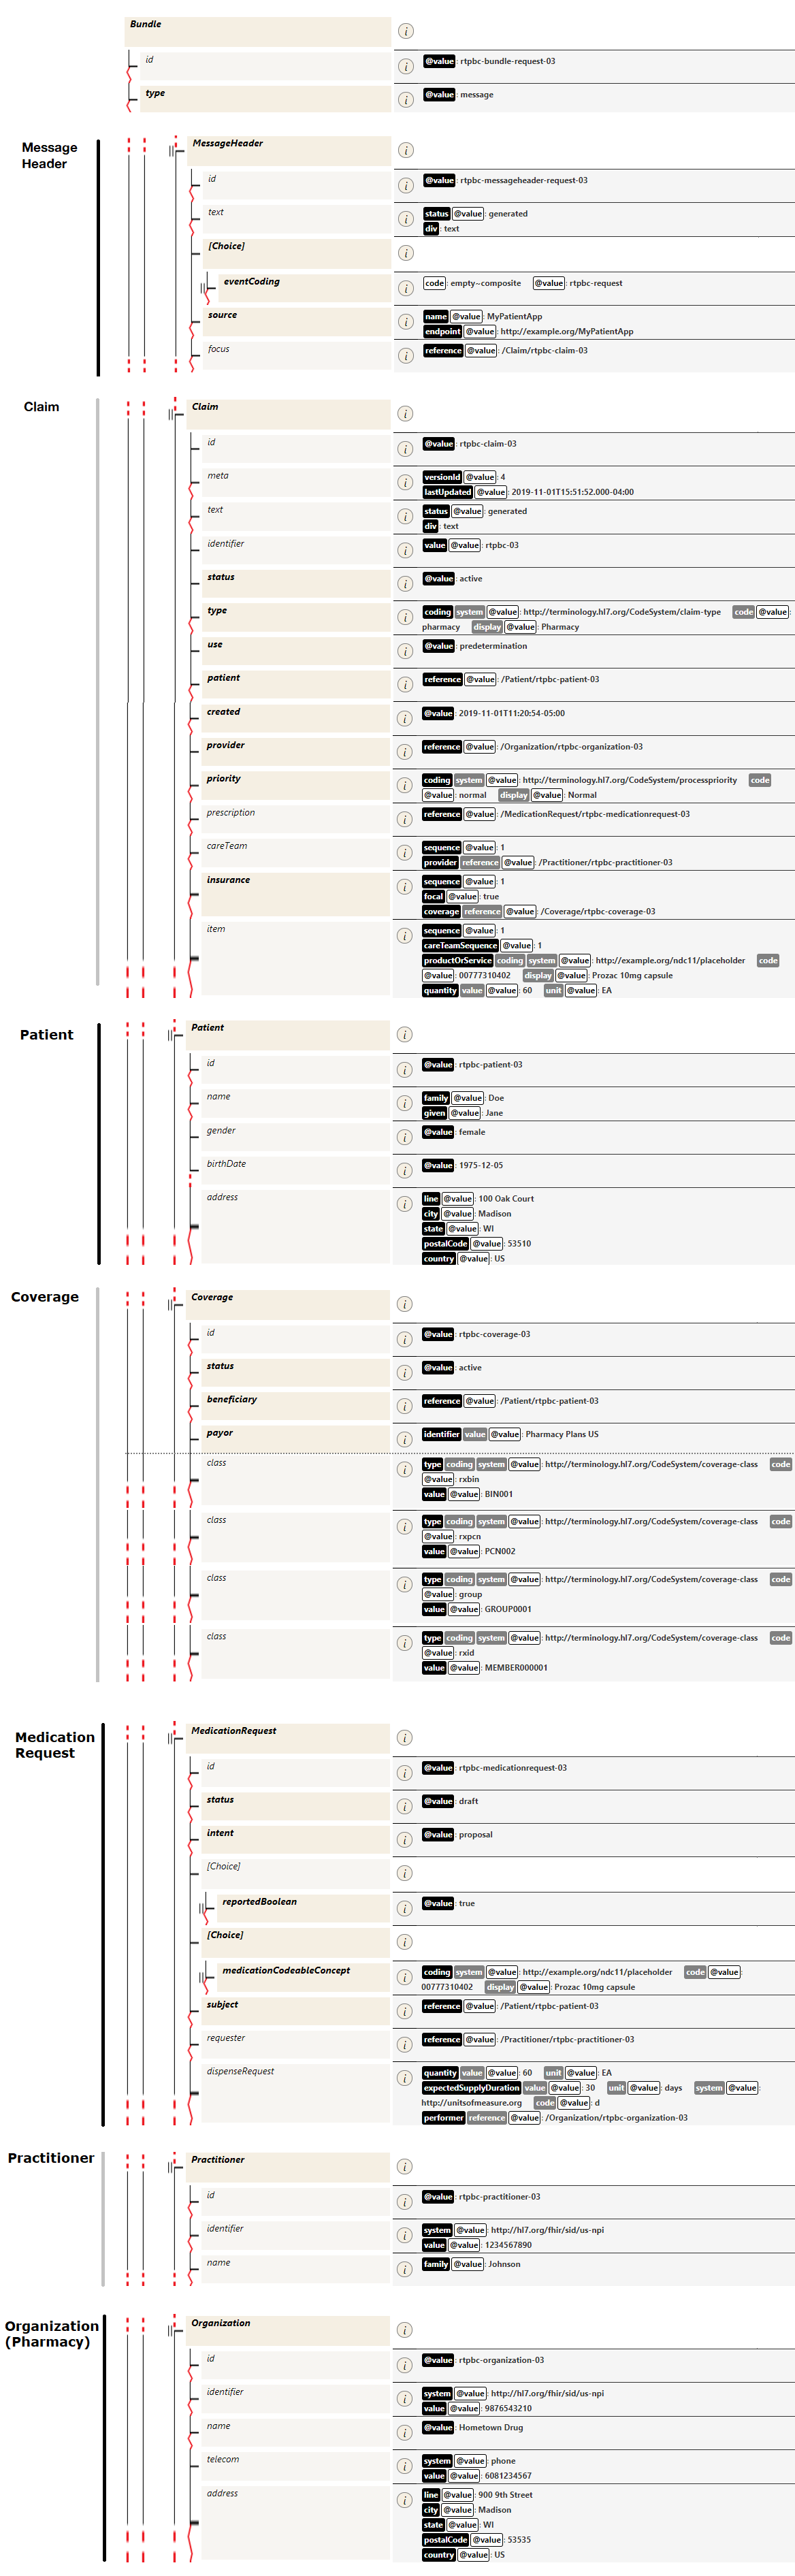 Bundle
i
id
i
@value: rtpbc-bundle-request-03
type
i
@value: message
Message
Header
MessageHeader
i
id
i
@value: rtpbc-messageheader-request-03
text
i
status @value: generated
div: text
[Choice]
i
eventCoding
i
code: empty~composite @value: rtpbc-request
source
i
name @value: MyPatientApp
endpoint @value: http://example.org/MyPatientApp
focus
i
reference @value: /Claim/rtpbc-claim-03
Claim
Claim
i
id
i
@value: rtpbc-claim-03
meta
i
versionId @value: 4
lastUpdated @value: 2019-11-01T15:51:52.000-04:00
text
i
status @value: generated
div: text
identifier
i
value @value: rtpbc-03
status
i
@value: active
type
i
coding system @value: http://terminology.hl7.org/CodeSystem/claim-type code @value:
pharmacy display @value: Pharmacy
use
i
@value: predetermination
patient
i
reference @value: /Patient/rtpbc-patient-03
created
i
@value: 2019-11-01T11:20:54-05:00
provider
i
reference @value: /Organization/rtpbc-organization-03
priority
i
coding system @value: http://terminology.hl7.org/CodeSystem/processpriority code
@value: normal display @value: Normal
prescription
i
reference @value: /MedicationRequest/rtpbc-medicationrequest-03
careTeam
i
sequence @value: 1
provider reference @value: /Practitioner/rtpbc-practitioner-03
insurance
i
sequence @value: 1
focal @value: true
coverage reference @value: /Coverage/rtpbc-coverage-03
item
i
sequence @value: 1
careTeamSequence @value: 1
productOrService coding system @value: http://example.org/ndc11/placeholder code
@value: 00777310402 display @value: Prozac 10mg capsule
quantity value @value: 60 unit @value: EA
Patient
Patient
i
id
i
@value: rtpbc-patient-03
name
i
family @value: Doe
given @value: Jane
gender
i
@value: female
birthDate
i
@value: 1975-12-05
address
i
line @value: 100 Oak Court
city @value: Madison
state @value: WI
postalCode @value: 53510
country @value: US
Coverage
Coverage
i
id
i
@value: rtpbc-coverage-03
status
i
@value: active
beneficiary
i
reference @value: /Patient/rtpbc-patient-03
payor
i
identifier value @value: Pharmacy Plans US
class
i
type coding system @value: http://terminology.hl7.org/CodeSystem/coverage-class code
@value: rxbin
value @value: BIN001
class
i
type coding system @value: http://terminology.hl7.org/CodeSystem/coverage-class code
@value: rxpcn
value @value: PCN002
class
i
type coding system @value: http://terminology.hl7.org/CodeSystem/coverage-class code
@value: group
value @value: GROUP0001
class
i
type coding system @value: http://terminology.hl7.org/CodeSystem/coverage-class code
@value: rxid
value @value: MEMBER000001
Medication
Request
MedicationRequest
i
id
i
@value: rtpbc-medicationrequest-03
status
i
@value: draft
intent
i
@value: proposal
[Choice]
i
reportedBoolean
i
@value: true
[Choice]
i
medicationCodeableConcept
i
coding system @value: http://example.org/ndc11/placeholder code @value:
00777310402 display @value: Prozac 10mg capsule
subject
i
reference @value: /Patient/rtpbc-patient-03
requester
i
reference @value: /Practitioner/rtpbc-practitioner-03
dispenseRequest
i
quantity value @value: 60 unit @value: EA
expectedSupplyDuration value @value: 30 unit @value: days system @value:
http://unitsofmeasure.org code @value: d
performer reference @value: /Organization/rtpbc-organization-03
Practitioner
Practitioner
i
id
i
@value: rtpbc-practitioner-03
identifier
i
system @value: http://hl7.org/fhir/sid/us-npi
value @value: 1234567890
name
i
family @value: Johnson
Organization
(Pharmacy)
Organization
i
id
i
@value: rtpbc-organization-03
identifier
i
system @value: http://hl7.org/fhir/sid/us-npi
value @value: 9876543210
name
i
@value: Hometown Drug
telecom
i
system @value: phone
value @value: 6081234567
address
i
line @value: 900 9th Street
city @value: Madison
state @value: WI
postalCode @value: 53535
country @value: US